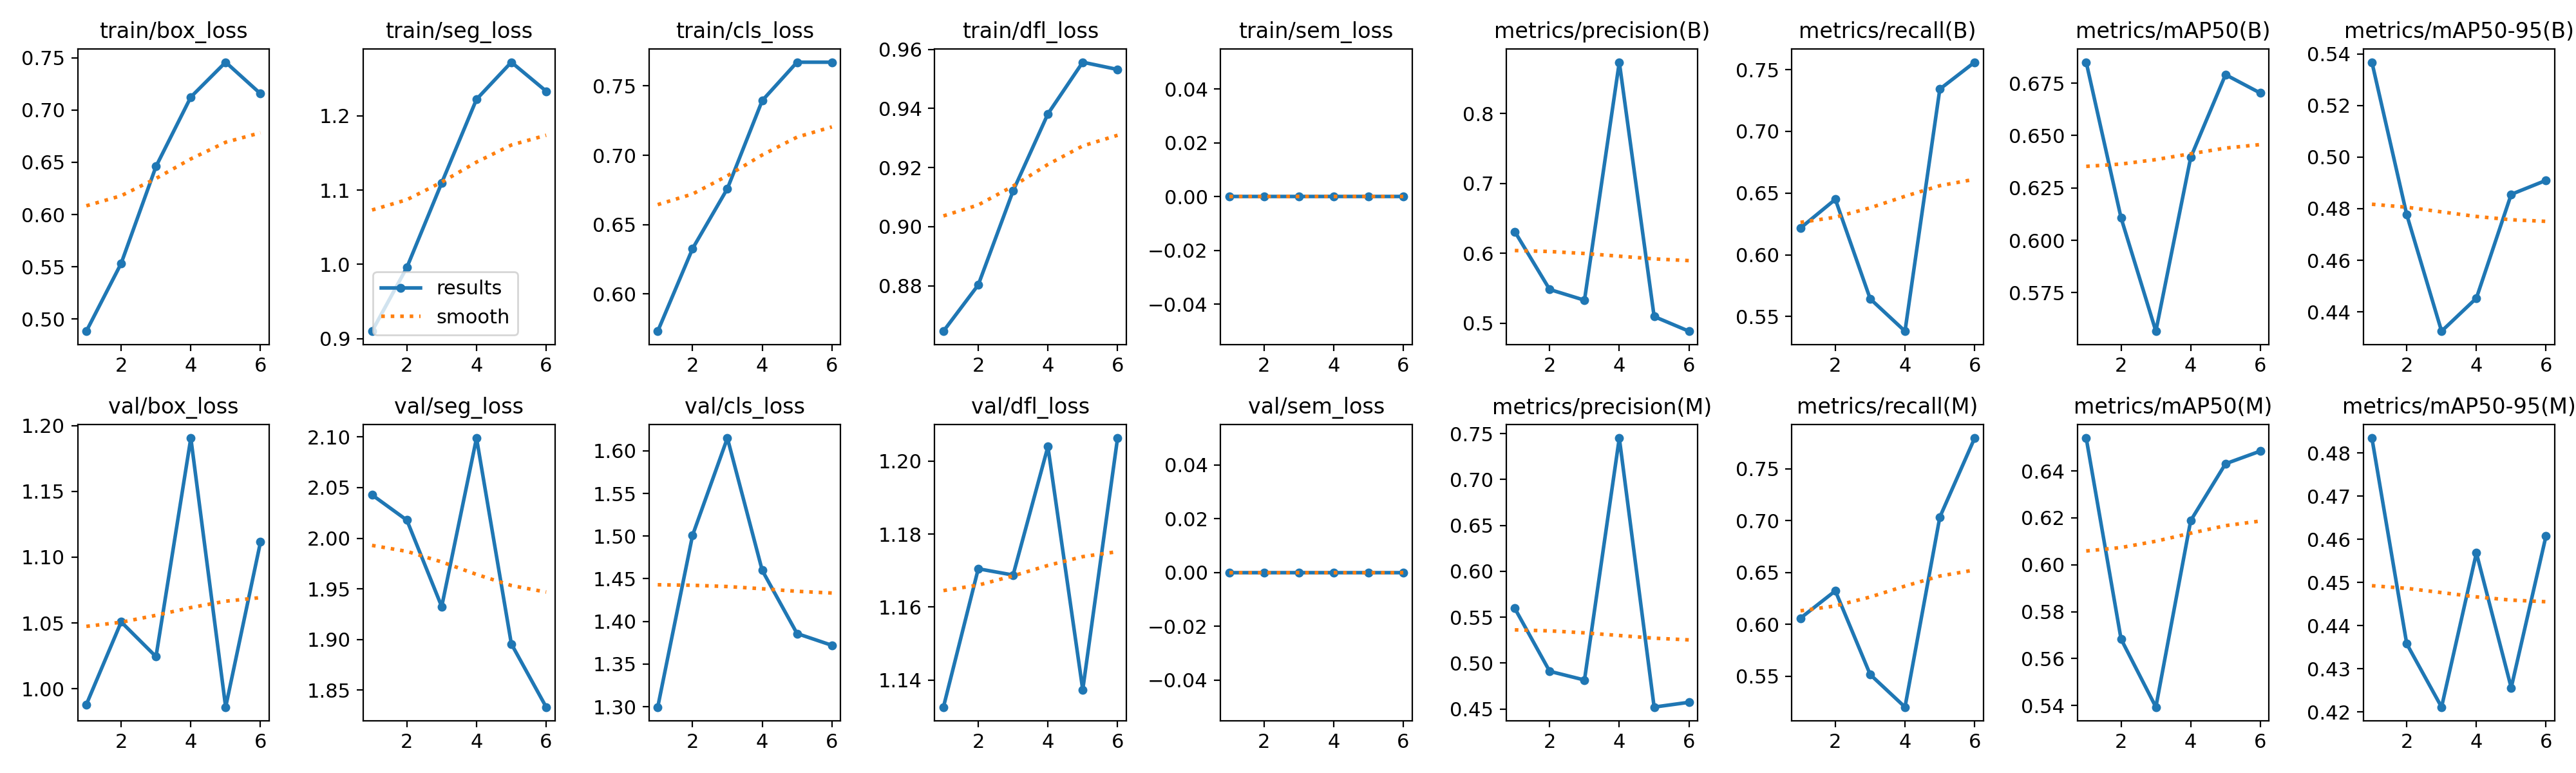 train/box_loss
train/seg_loss
train/cls_loss
train/dfl_loss
train/sem_loss
metrics/precision(B)
metrics/recall(B)
metrics/mAP50(B)
metrics/mAP50-95(B)
0.75
0.70
0.65
0.60
0.55
0.50
2 4 6
1.2
1.1
1.0
0.9
results
smooth
2 4 6
0.75
0.70
0.65
0.60
2 4 6
0.96
0.94
0.92
0.90
0.88
2 4 6
0.04
0.02
0.00
−0.02
−0.04
2 4 6
0.8
0.7
0.6
0.5
2 4 6
0.75
0.70
0.65
0.60
0.55
2 4 6
0.675
0.650
0.625
0.600
0.575
2 4 6
0.54
0.52
0.50
0.48
0.46
0.44
2 4 6
val/box_loss
val/seg_loss
val/cls_loss
val/dfl_loss
val/sem_loss
metrics/precision(M)
metrics/recall(M)
metrics/mAP50(M)
metrics/mAP50-95(M)
1.20
1.15
1.10
1.05
1.00
2 4 6
2.10
2.05
2.00
1.95
1.90
1.85
2 4 6
1.60
1.55
1.50
1.45
1.40
1.35
1.30
2 4 6
1.20
1.18
1.16
1.14
2 4 6
0.04
0.02
0.00
−0.02
−0.04
2 4 6
0.75
0.70
0.65
0.60
0.55
0.50
0.45
2 4 6
0.75
0.70
0.65
0.60
0.55
2 4 6
0.64
0.62
0.60
0.58
0.56
0.54
2 4 6
0.48
0.47
0.46
0.45
0.44
0.43
0.42
2 4 6